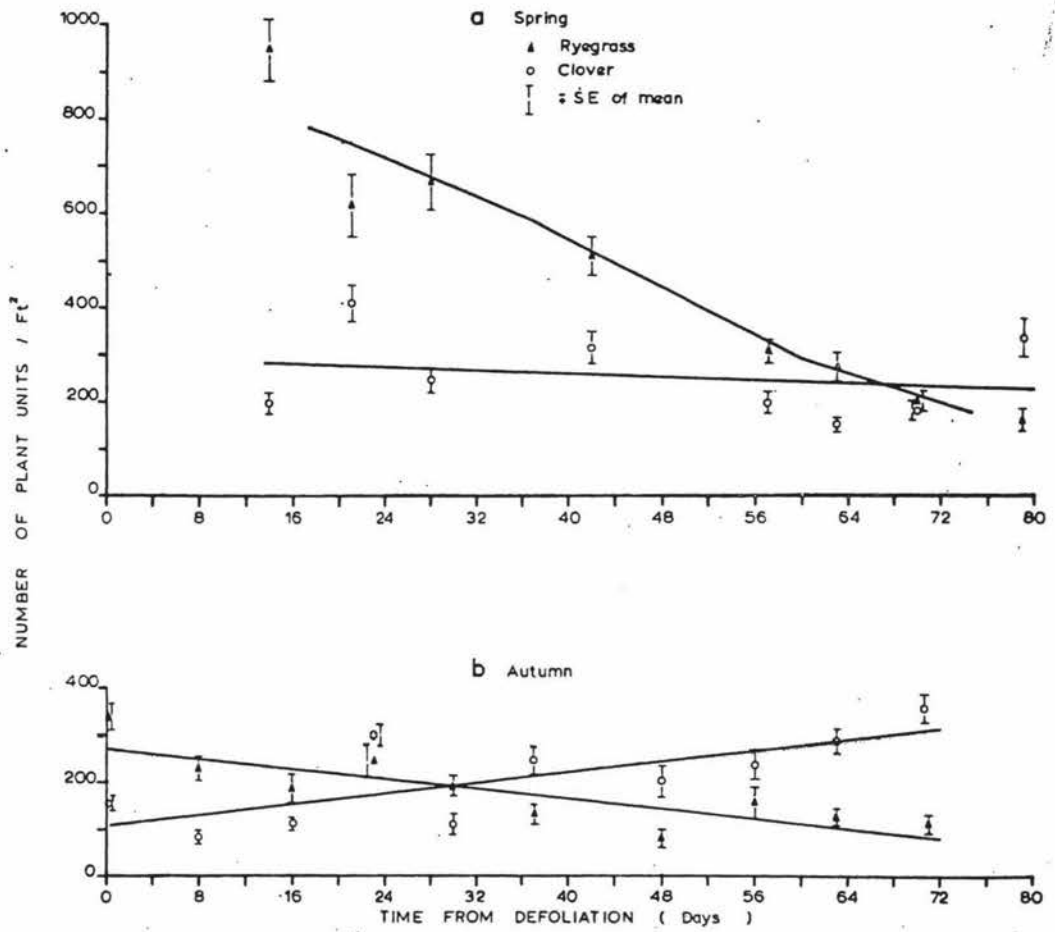 a Spring
Ryegrass
Clover
∓ SE of mean
1000
800
600
400
200
0
0 8 16 24 32 40 48 56 64 72 80
NUMBER OF PLANT UNITS / Ft²
b Autumn
400
200
0
0 8 16 24 32 40 48 56 64 72 80
TIME FROM DEFOLIATION ( Days )